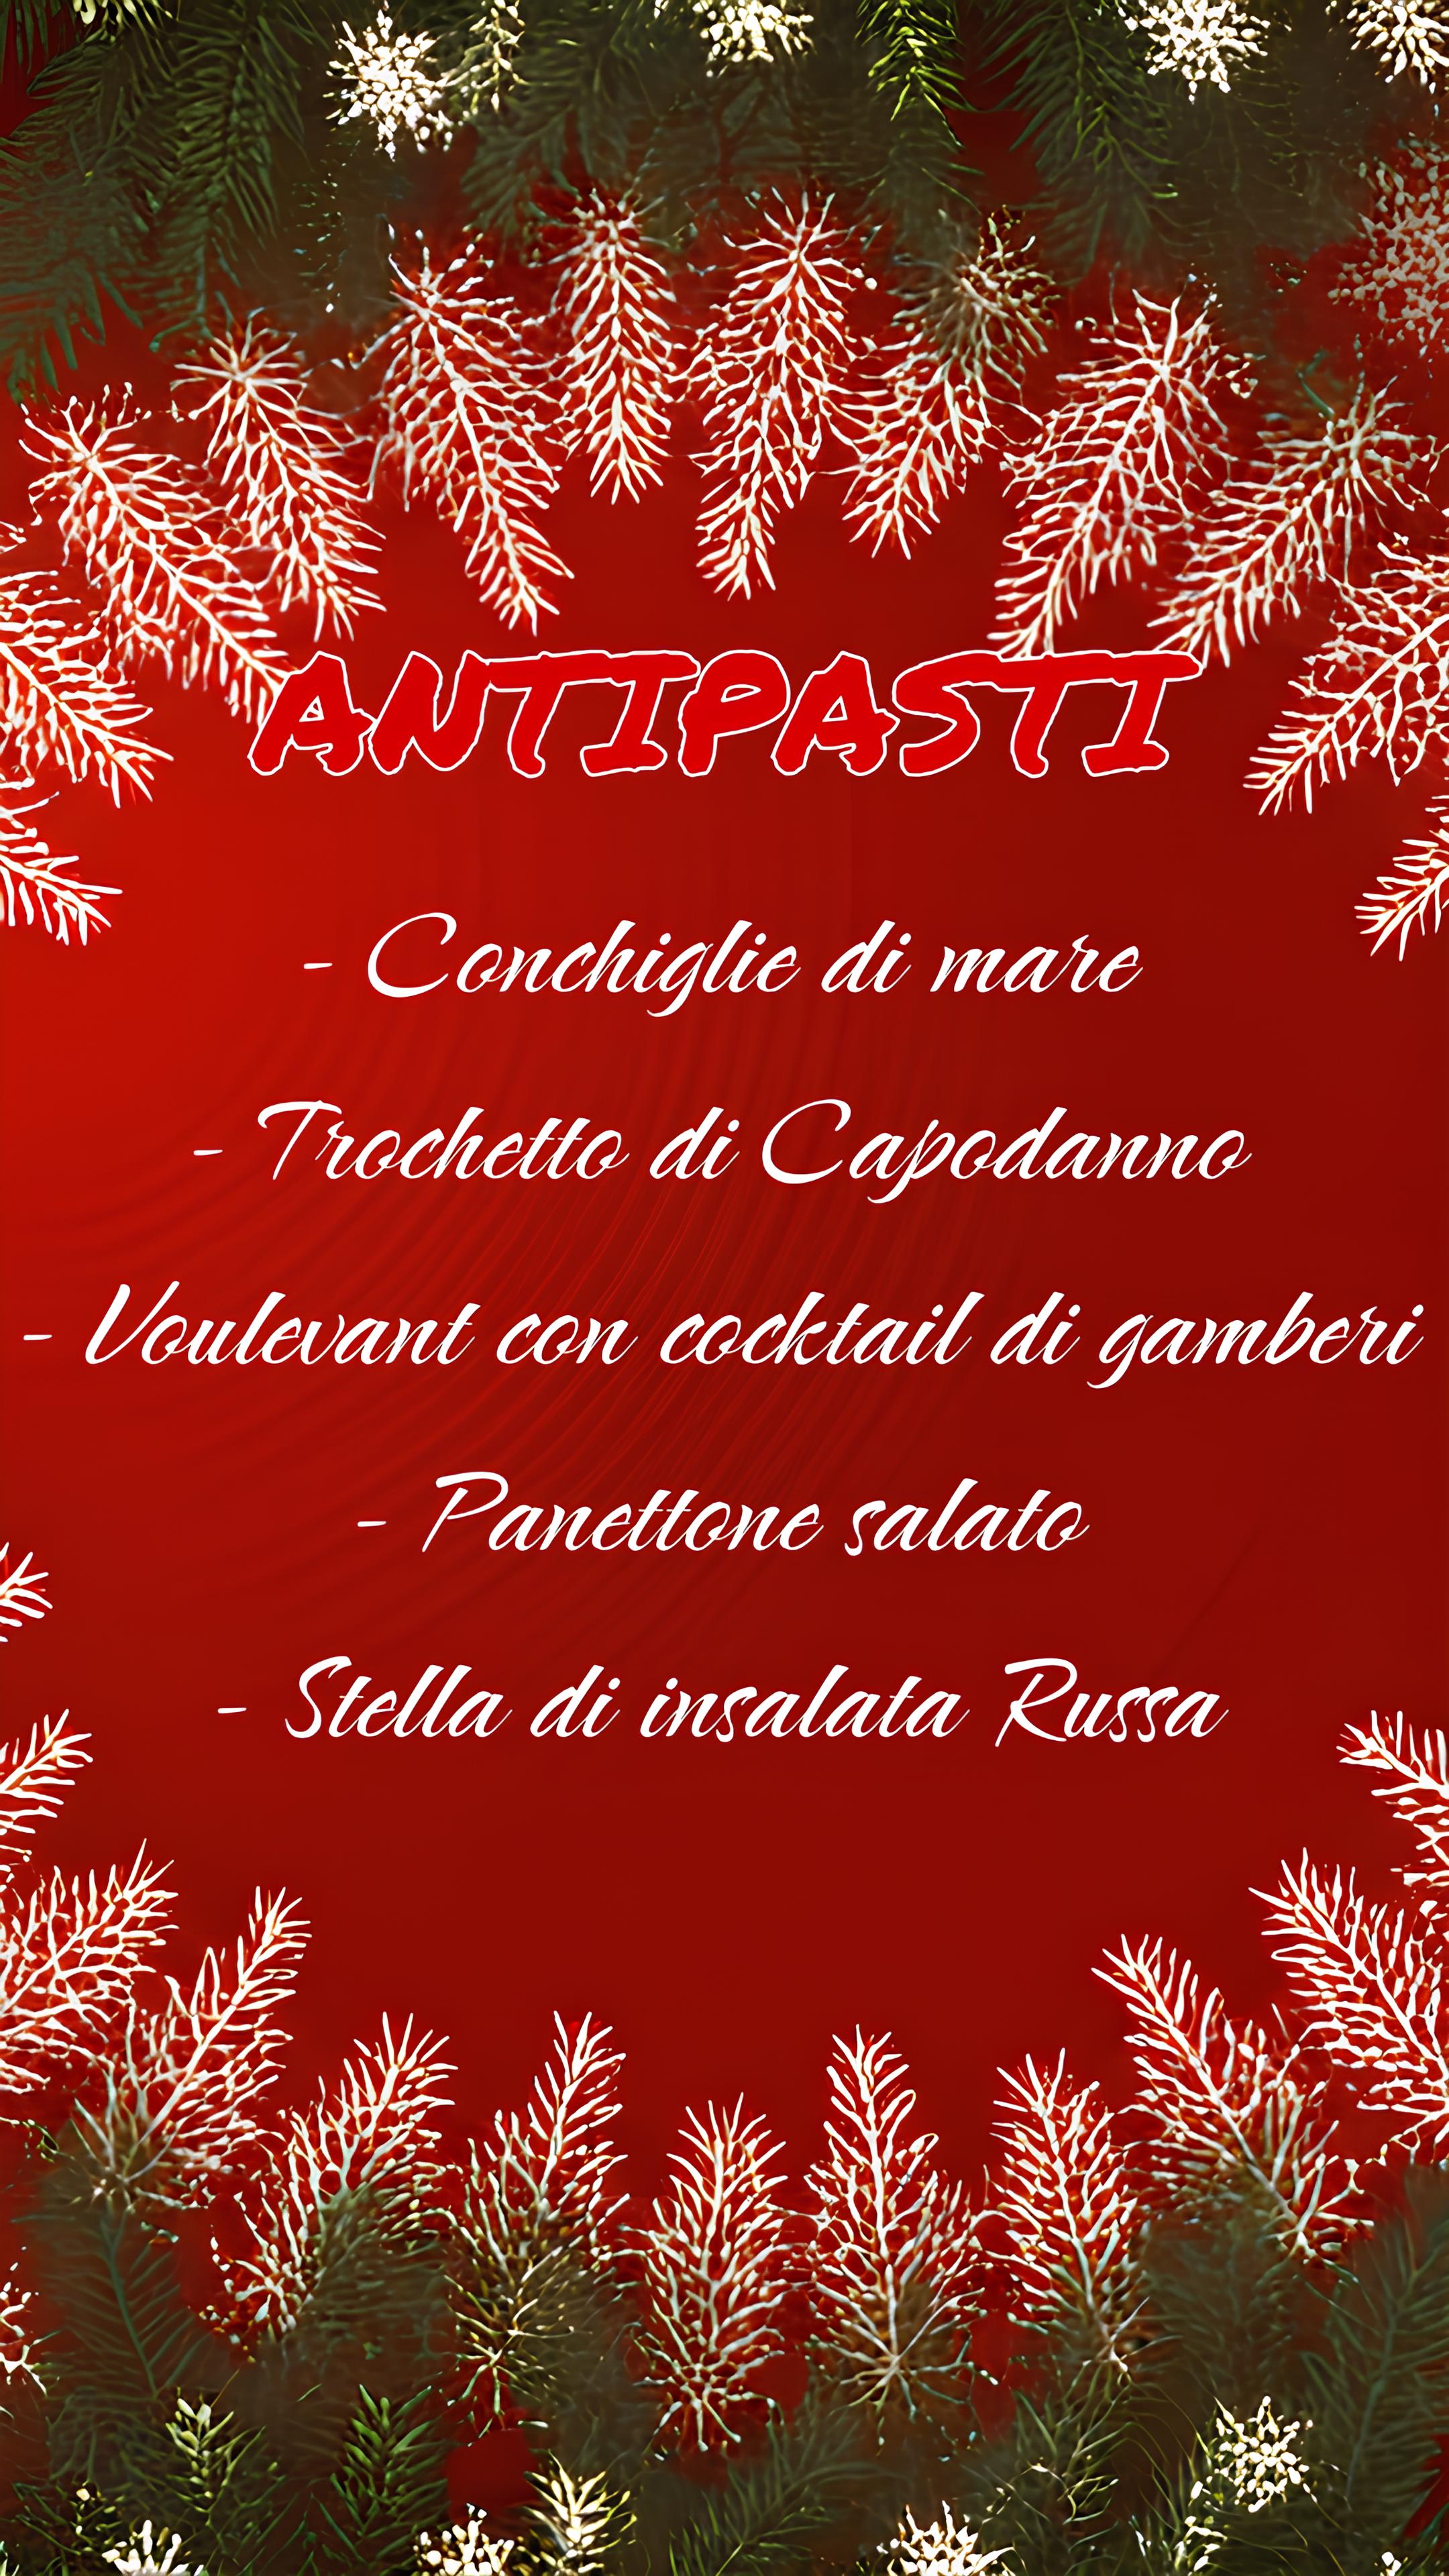 ANTIPASTI
- Conchiglie di mare
- Trochetto di Capodanno
- Voulevant con cocktail di gamberi
- Panettone salato
- Stella di insalata Russa